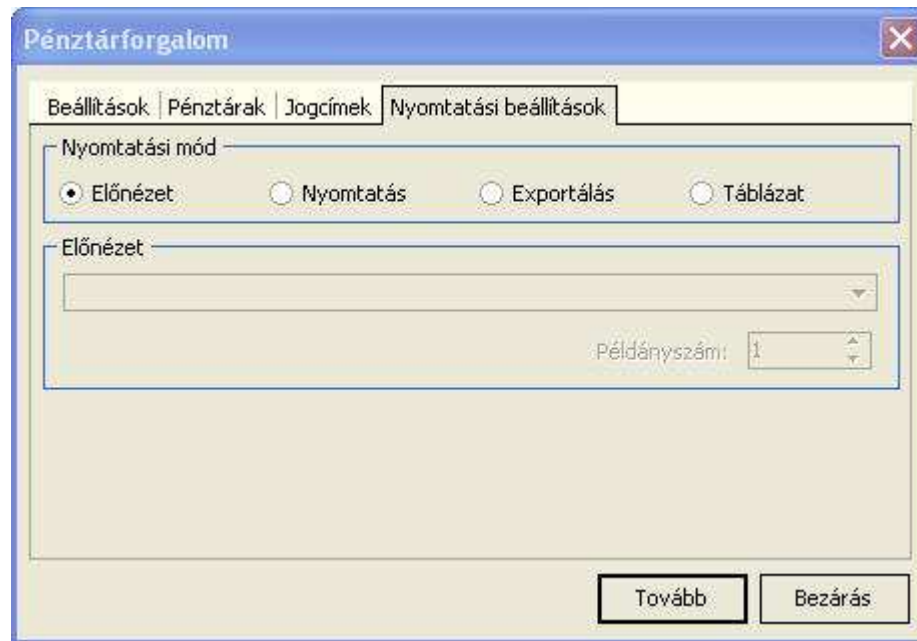 Pénztárforgalom
Beállítások Pénztárak Jogcímek Nyomtatási beállítások
Nyomtatási mód
Előnézet Nyomtatás Exportálás Táblázat
Előnézet
Példányszám: 1
Tovább Bezárás